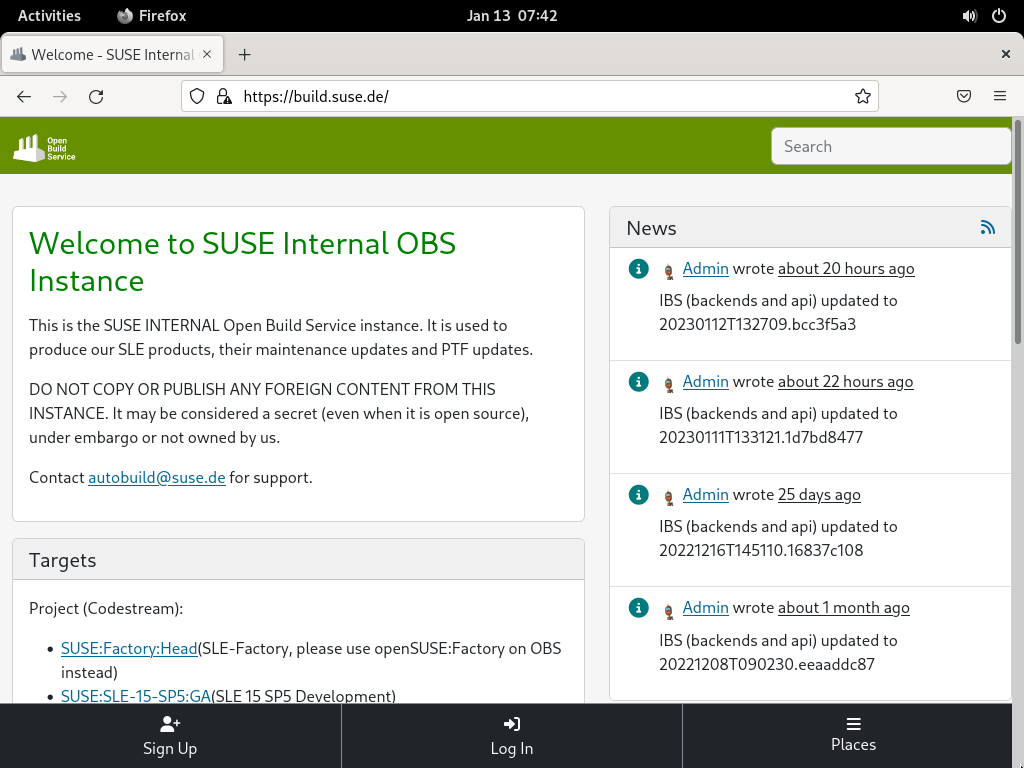 Activities
Firefox
Jan 13 07:42
Welcome - SUSE Internal
https://build.suse.de/
Open
Build
Service
Search
Welcome to SUSE Internal OBS
Instance
This is the SUSE INTERNAL Open Build Service instance. It is used to
produce our SLE products, their maintenance updates and PTF updates.
DO NOT COPY OR PUBLISH ANY FOREIGN CONTENT FROM THIS
INSTANCE. It may be considered a secret (even when it is open source),
under embargo or not owned by us.
Contact autobuild@suse.de for support.
Targets
Project (Codestream):
• SUSE:Factory:Head(SLE-Factory, please use openSUSE:Factory on OBS
instead)
• SUSE:SLE-15-SP5:GA(SLE 15 SP5 Development)
News
Admin wrote about 20 hours ago
IBS (backends and api) updated to
20230112T132709.bcc3f5a3
Admin wrote about 22 hours ago
IBS (backends and api) updated to
20230111T133121.1d7bd8477
Admin wrote 25 days ago
IBS (backends and api) updated to
20221216T145110.16837c108
Admin wrote about 1 month ago
IBS (backends and api) updated to
20221208T090230.eeaaddc87
Sign Up
Log In
Places